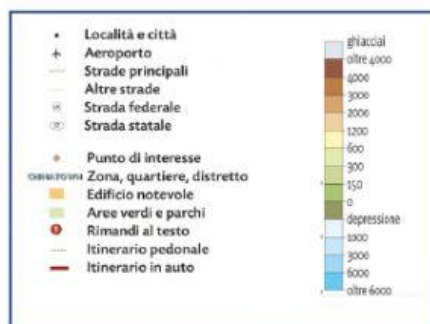 Località e città
Aeroporto
Strade principali
Altre strade
Strada federale
Strada statale
Punto di interesse
CHINATOWN Zona, quartiere, distretto
Edificio notevole
Aree verdi e parchi
Rimandi al testo
Itinerario pedonale
Itinerario in auto
ghiacciai
oltre 4000
4000
3000
2000
1200
600
300
150
0
depressione
1000
3000
6000
oltre 6000